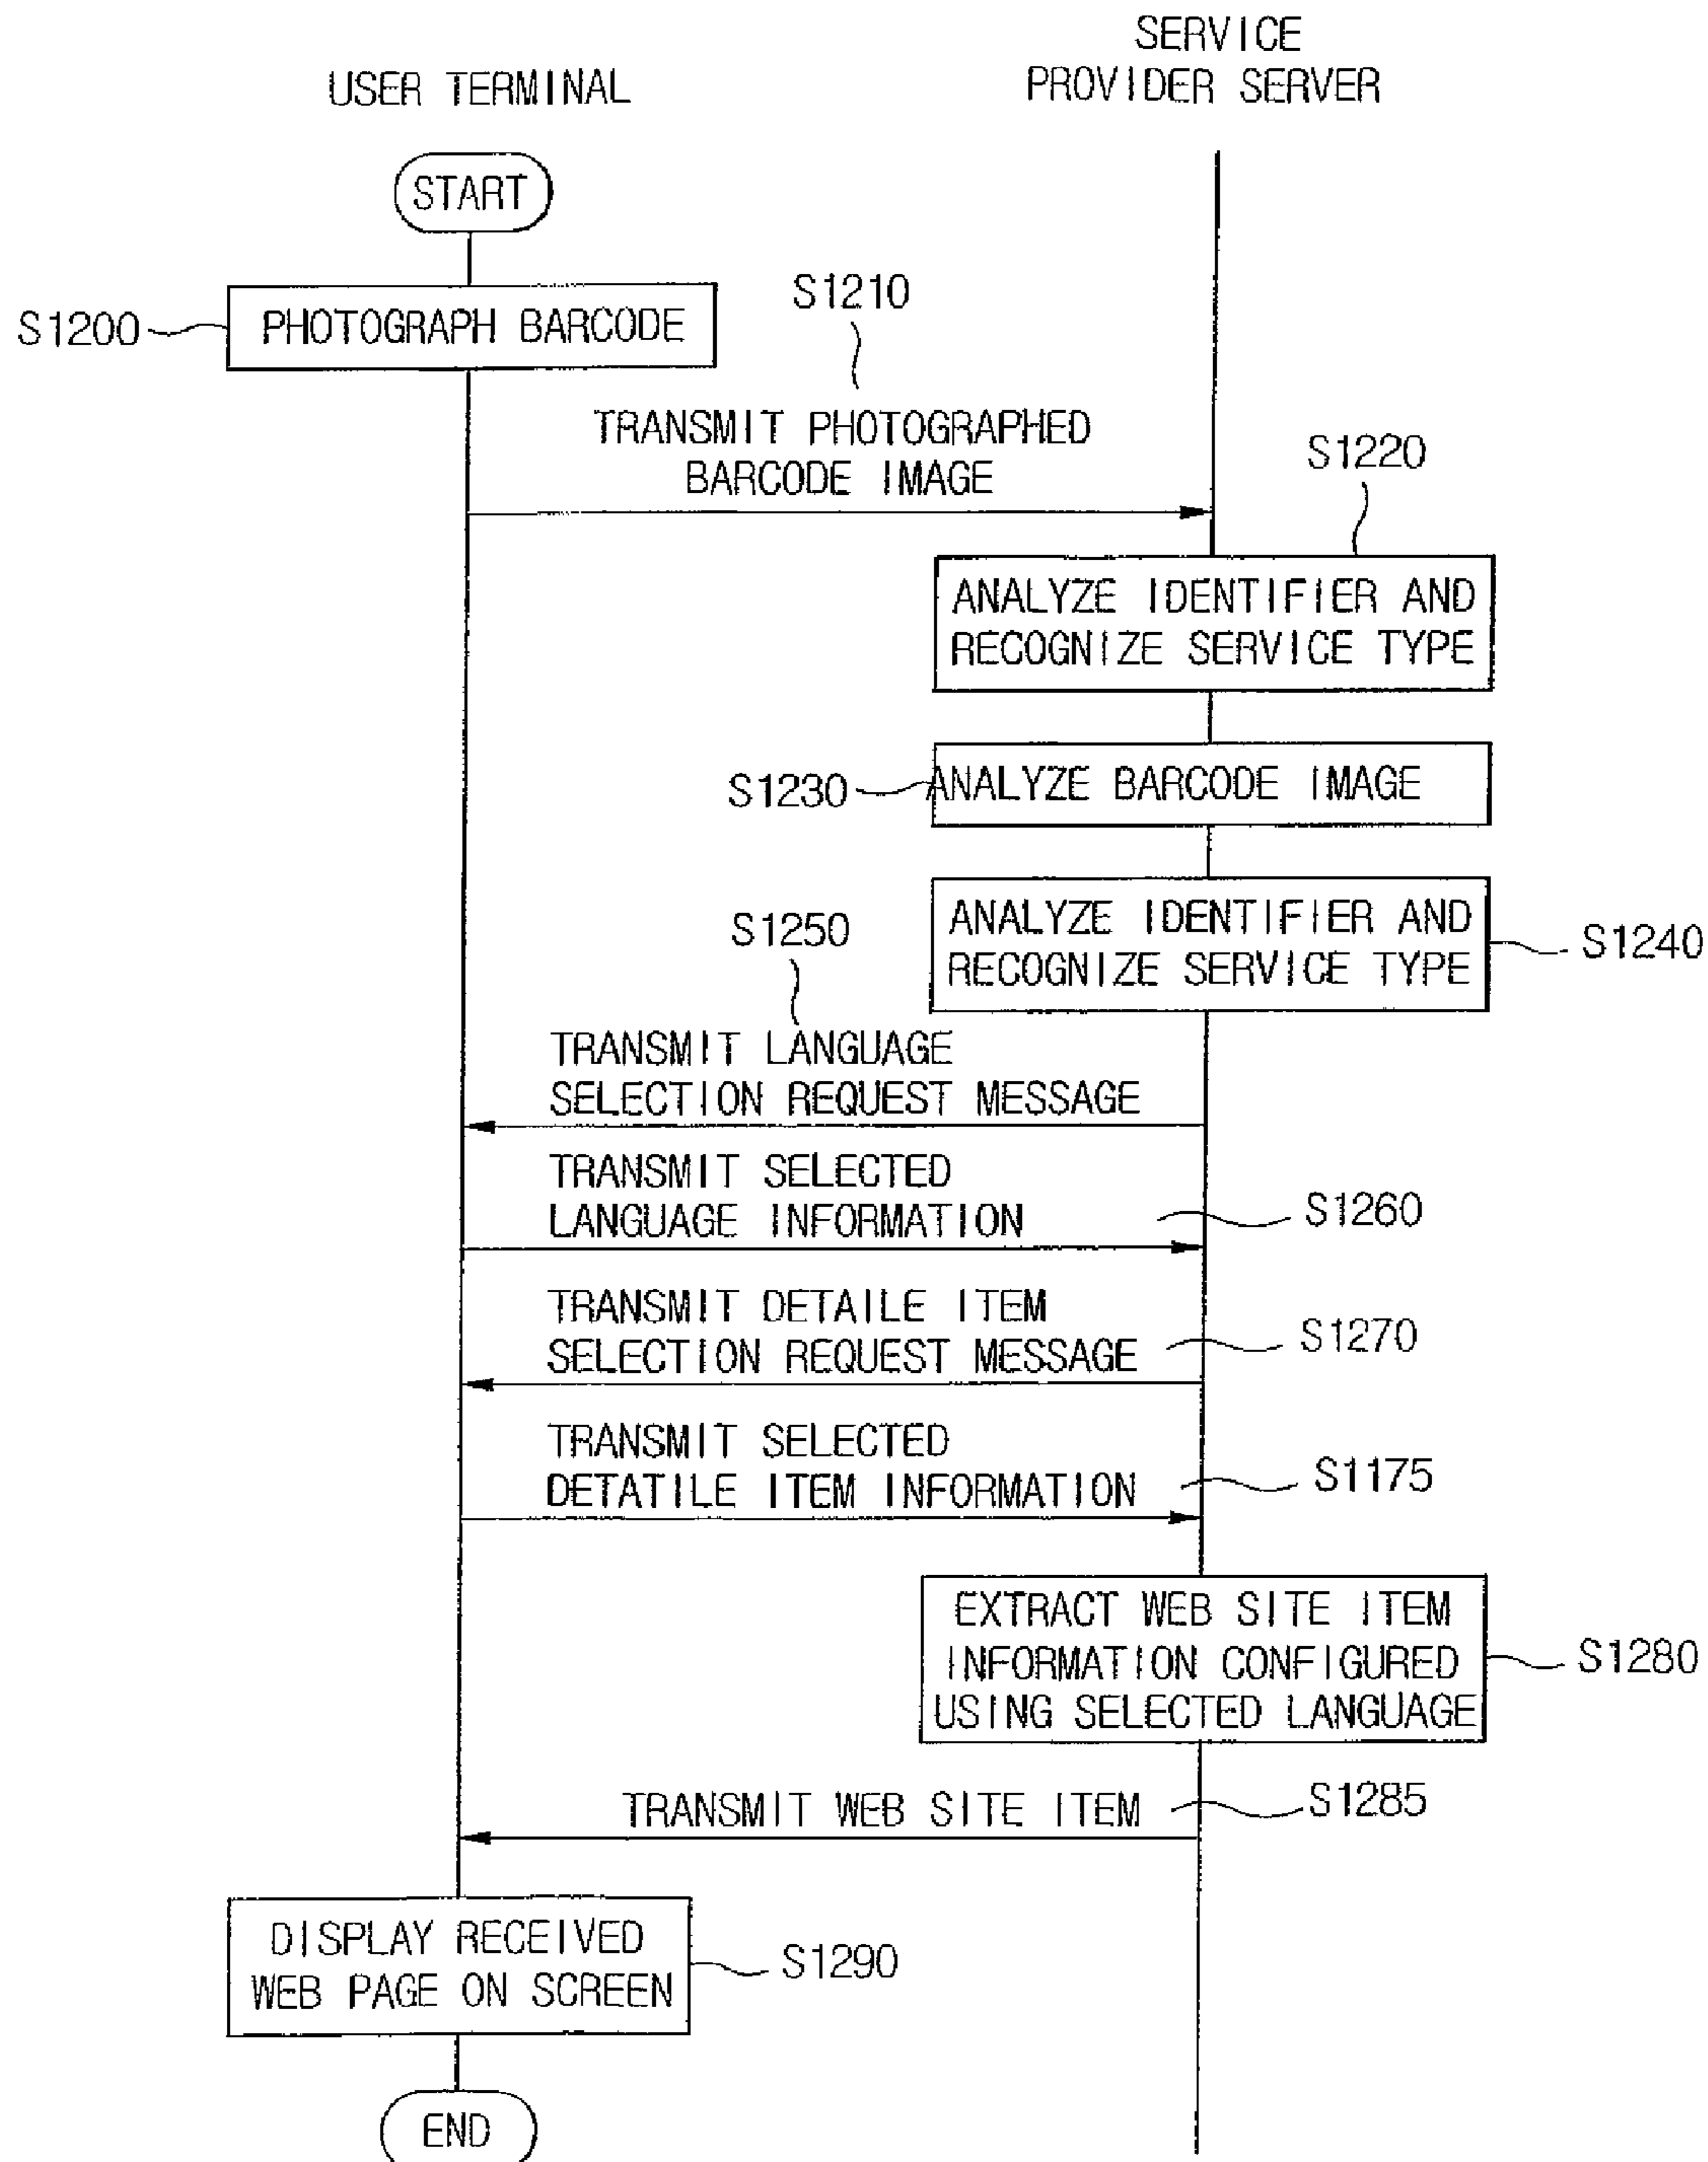 SERVICE
PROVIDER SERVER
USER TERMINAL
START
S1200
PHOTOGRAPH BARCODE
S1210
TRANSMIT PHOTOGRAPHED
BARCODE IMAGE
S1220
ANALYZE IDENTIFIER AND
RECOGNIZE SERVICE TYPE
S1230
ANALYZE BARCODE IMAGE
ANALYZE IDENTIFIER AND
RECOGNIZE SERVICE TYPE
S1240
S1250
TRANSMIT LANGUAGE
SELECTION REQUEST MESSAGE
TRANSMIT SELECTED
LANGUAGE INFORMATION
S1260
TRANSMIT DETAILE ITEM
SELECTION REQUEST MESSAGE
S1270
TRANSMIT SELECTED
DETATILE ITEM INFORMATION
S1175
EXTRACT WEB SITE ITEM
INFORMATION CONFIGURED
USING SELECTED LANGUAGE
S1280
TRANSMIT WEB SITE ITEM
S1285
DISPLAY RECEIVED
WEB PAGE ON SCREEN
S1290
END